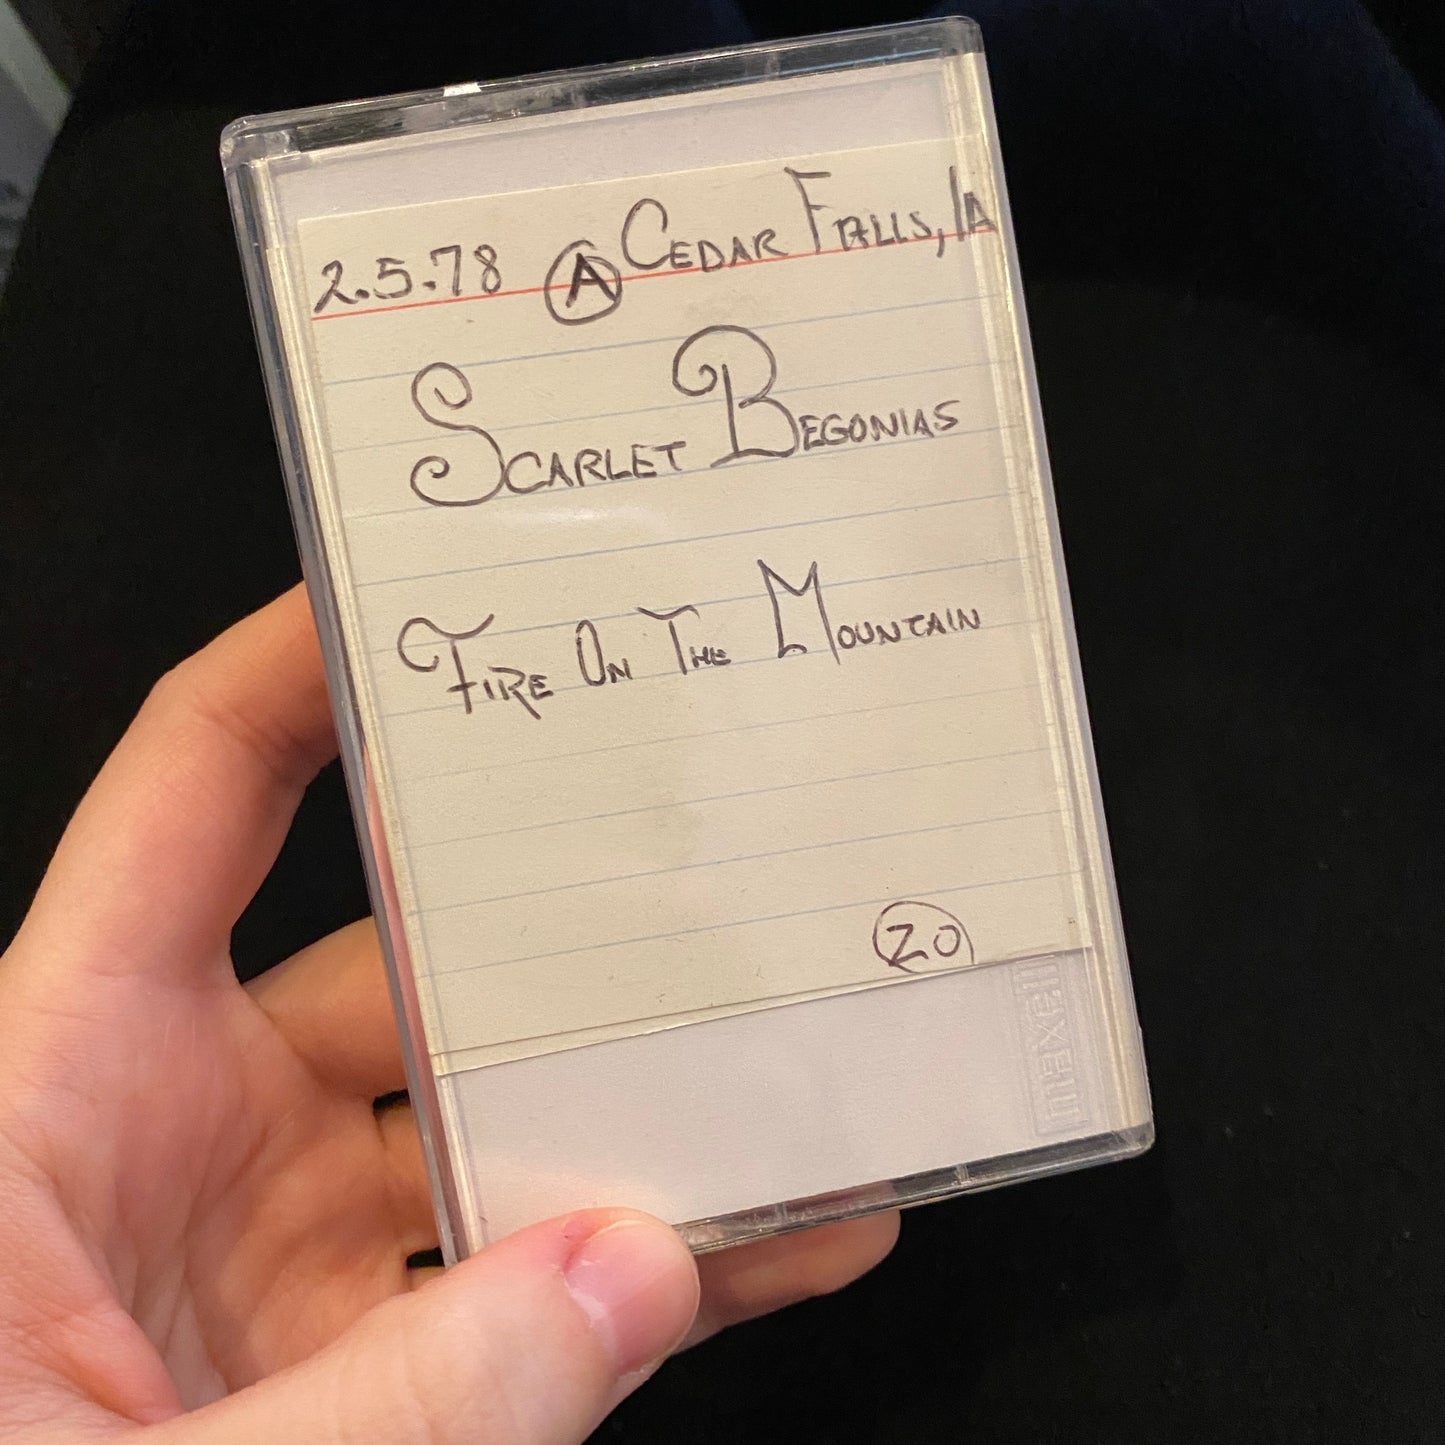 2.5.78 Ⓐ CEDAR FALLS, IA
SCARLET BEGONIAS
FIRE ON THE MOUNTAIN
20
maxell